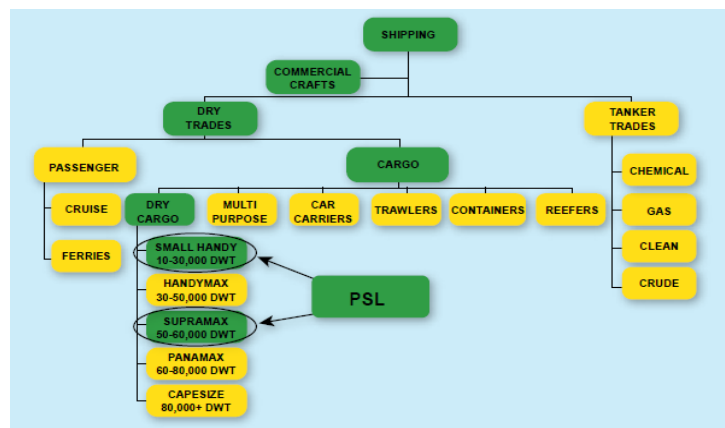 SHIPPING
COMMERCIAL
CRAFTS
DRY
TRADES
TANKER
TRADES
PASSENGER
CARGO
CHEMICAL
CRUISE
DRY
CARGO
MULTI
PURPOSE
CAR
CARRIERS
TRAWLERS
CONTAINERS
REEFERS
GAS
FERRIES
SMALL HANDY
10-30,000 DWT
CLEAN
HANDYMAX
30-50,000 DWT
PSL
CRUDE
SUPRAMAX
50-60,000 DWT
PANAMAX
60-80,000 DWT
CAPESIZE
80,000+ DWT